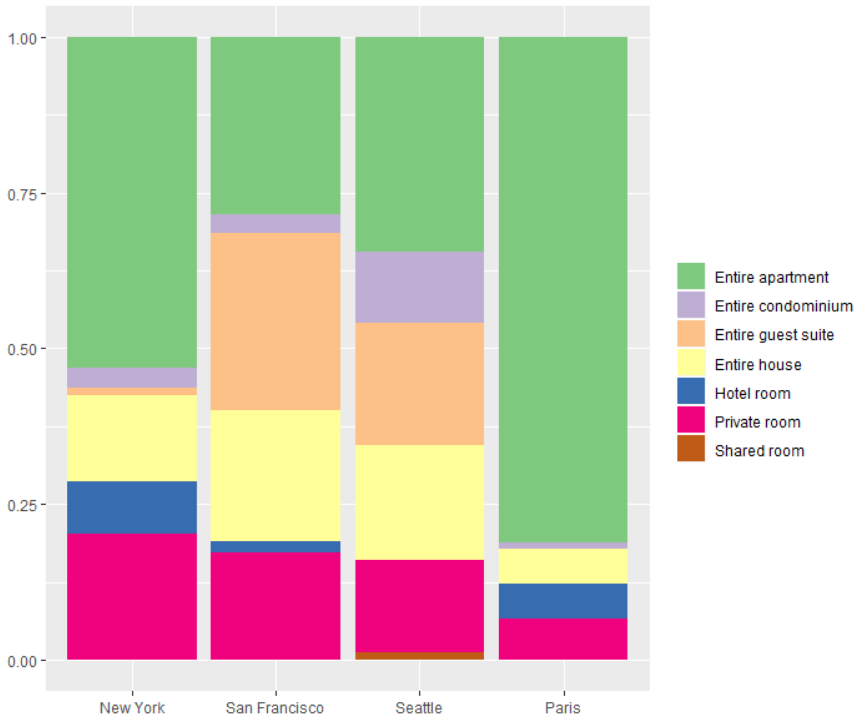 1.00
0.75
0.50
0.25
0.00
New York
San Francisco
Seattle
Paris
Entire apartment
Entire condominium
Entire guest suite
Entire house
Hotel room
Private room
Shared room